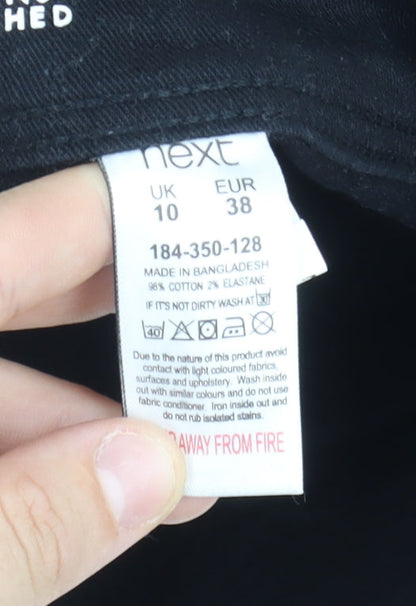 HED
next
UK EUR
10 38
184-350-128
MADE IN BANGLADESH
98% COTTON 2% ELASTANE
IF IT'S NOT DIRTY WASH AT 30
40
Due to the nature of this product avoid
contact with light coloured fabrics,
surfaces and upholstery. Wash inside
out with similar colours and do not use
fabric conditioner. Iron inside out and
do not rub isolated stains.
AWAY FROM FIRE